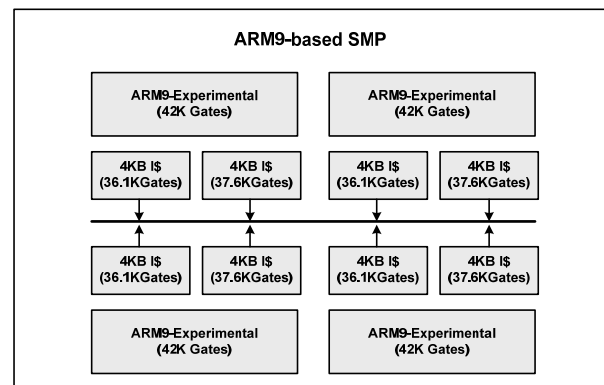 ARM9-based SMP
ARM9-Experimental
(42K Gates)
ARM9-Experimental
(42K Gates)
4KB I$
(36.1KGates)
4KB I$
(37.6KGates)
4KB I$
(36.1KGates)
4KB I$
(37.6KGates)
4KB I$
(36.1KGates)
4KB I$
(37.6KGates)
4KB I$
(36.1KGates)
4KB I$
(37.6KGates)
ARM9-Experimental
(42K Gates)
ARM9-Experimental
(42K Gates)